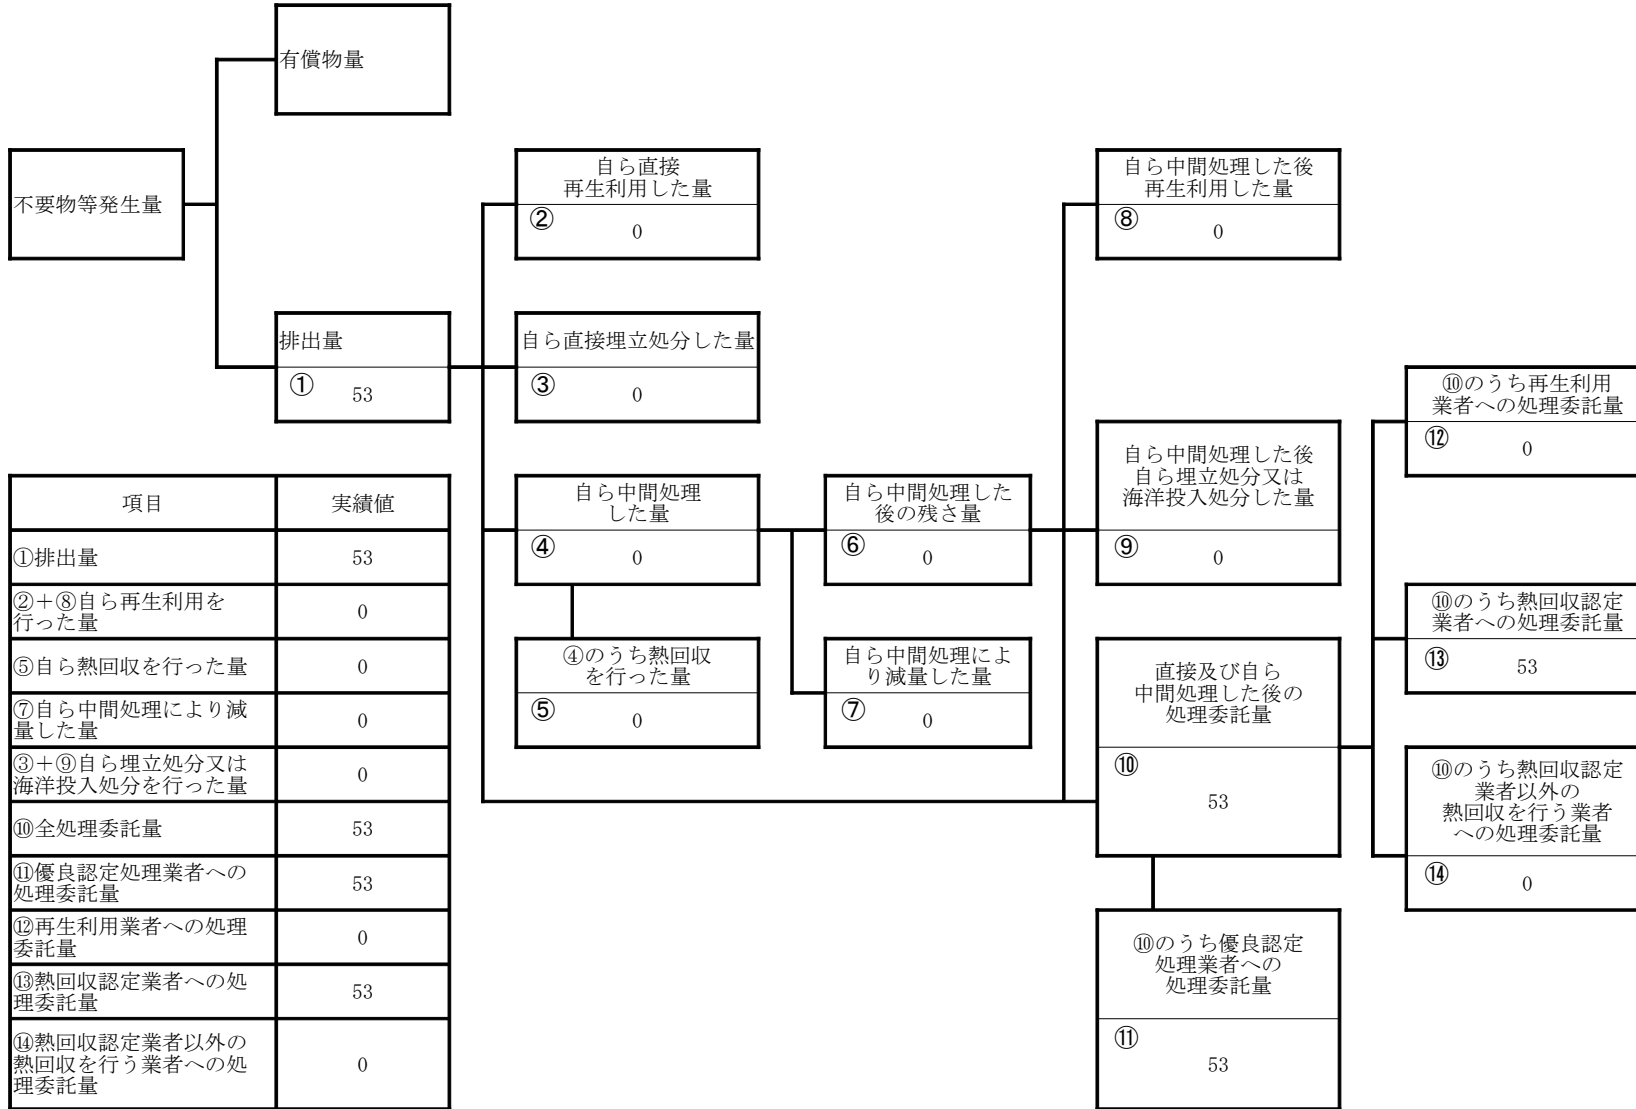 有償物量
不要物等発生量
自ら直接
再生利用した量
②
0
自ら中間処理した後
再生利用した量
⑧
0
排出量
①
53
自ら直接埋立処分した量
③
0
⑩のうち再生利用
業者への処理委託量
⑫
0
自ら中間処理
した量
④
0
自ら中間処理した
後の残さ量
⑥
0
自ら中間処理した後
自ら埋立処分又は
海洋投入処分した量
⑨
0
⑩のうち熱回収認定
業者への処理委託量
⑬
53
④のうち熱回収
を行った量
⑤
0
自ら中間処理によ
り減量した量
⑦
0
直接及び自ら
中間処理した後の
処理委託量
⑩
53
⑩のうち熱回収認定
業者以外の
熱回収を行う業者
への処理委託量
⑭
0
⑩のうち優良認定
処理業者への
処理委託量
⑪
53
項目 実績値
①排出量 53
②＋⑧自ら再生利用を
行った量 0
⑤自ら熱回収を行った量 0
⑦自ら中間処理により減
量した量 0
③＋⑨自ら埋立処分又は
海洋投入処分を行った量 0
⑩全処理委託量 53
⑪優良認定処理業者への
処理委託量 53
⑫再生利用業者への処理
委託量 0
⑬熱回収認定業者への処
理委託量 53
⑭熱回収認定業者以外の
熱回収を行う業者への処
理委託量 0